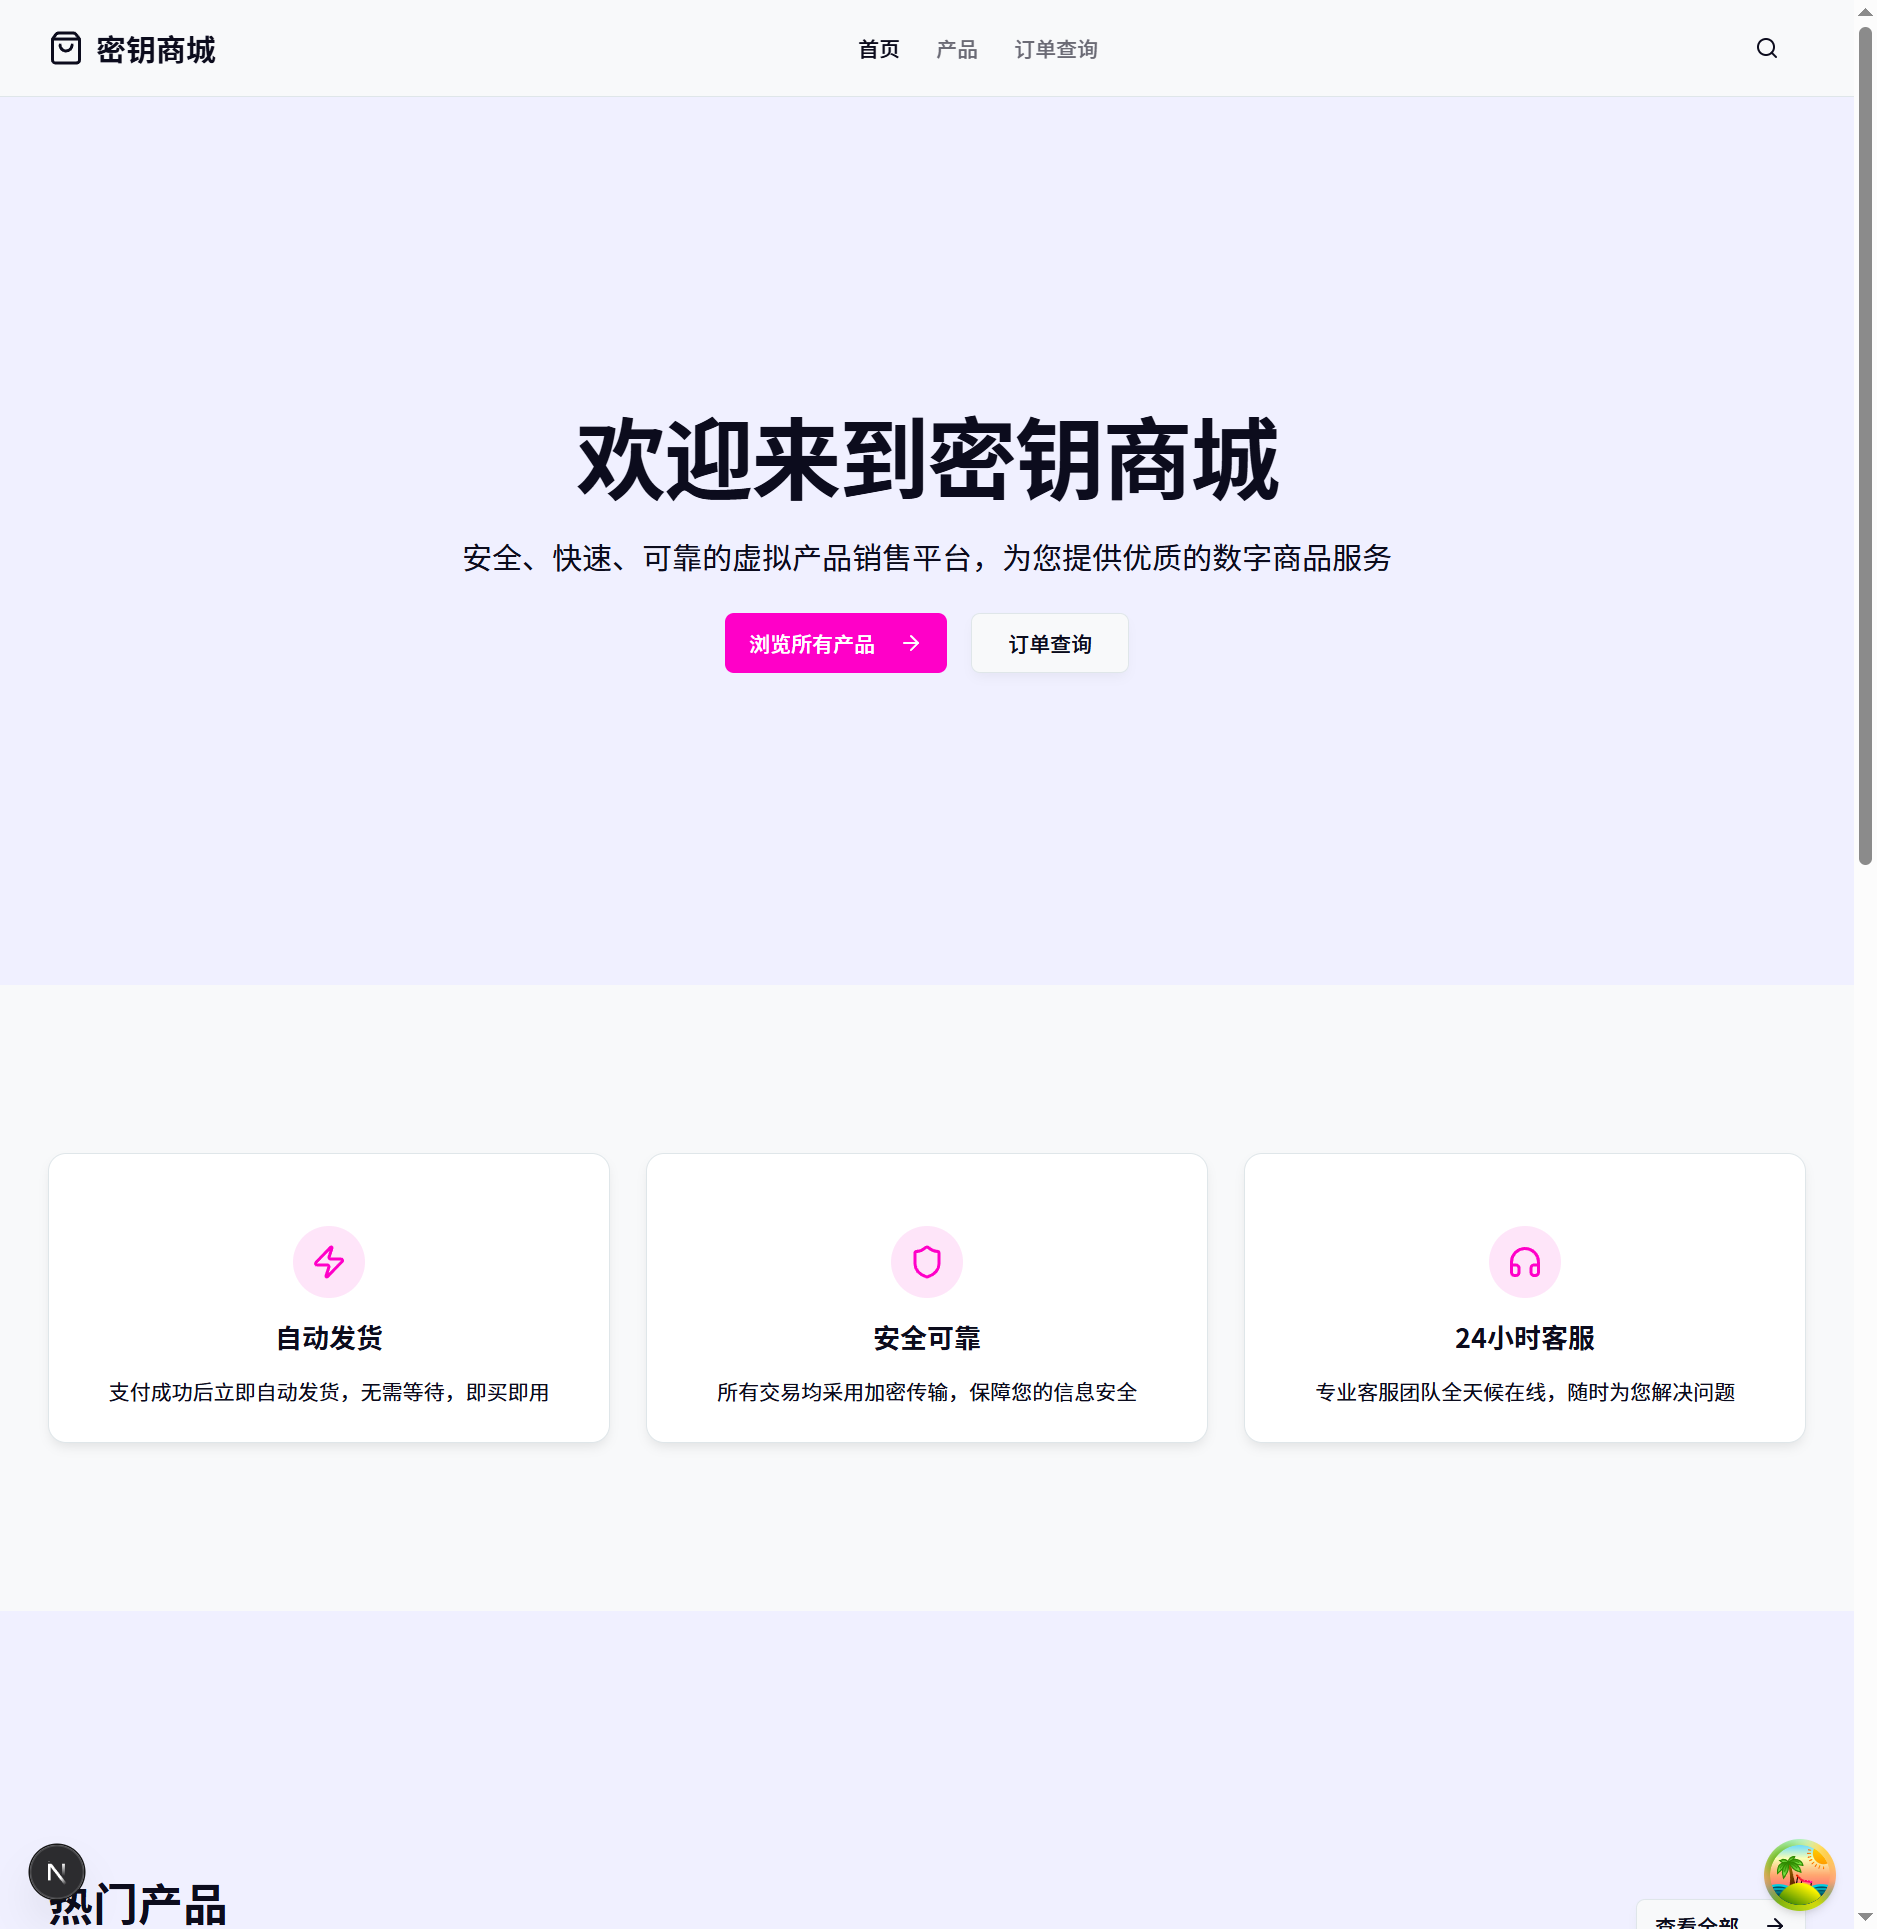 密钥商城
首页 产品 订单查询
欢迎来到密钥商城
安全、快速、可靠的虚拟产品销售平台，为您提供优质的数字商品服务
浏览所有产品
订单查询
自动发货
支付成功后立即自动发货，无需等待，即买即用
安全可靠
所有交易均采用加密传输，保障您的信息安全
24小时客服
专业客服团队全天候在线，随时为您解决问题
N
热门产品
查看全部